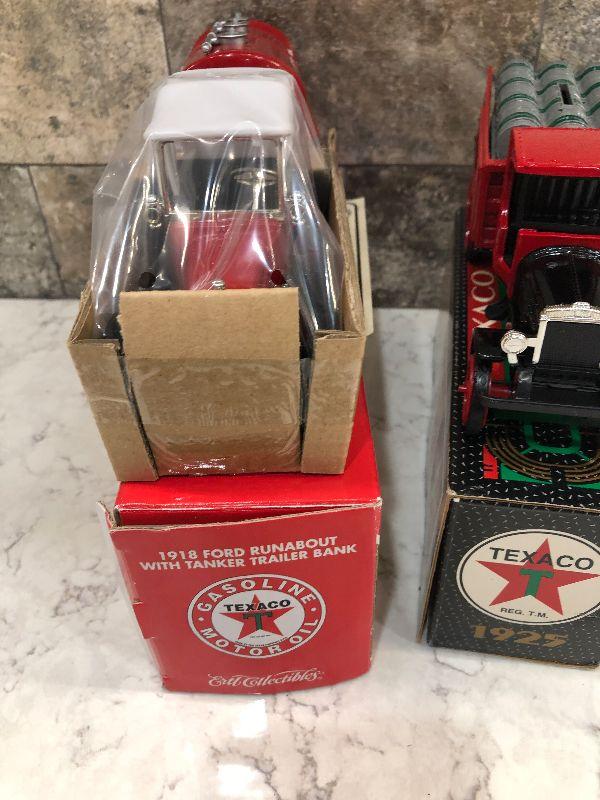 1918 FORD RUNABOUT
WITH TANKER TRAILER BANK
GASOLINE
TEXACO
T
MOTOR OIL
Ertl Collectibles
TEXACO
TEXACO
T
REG. T.M.
1925